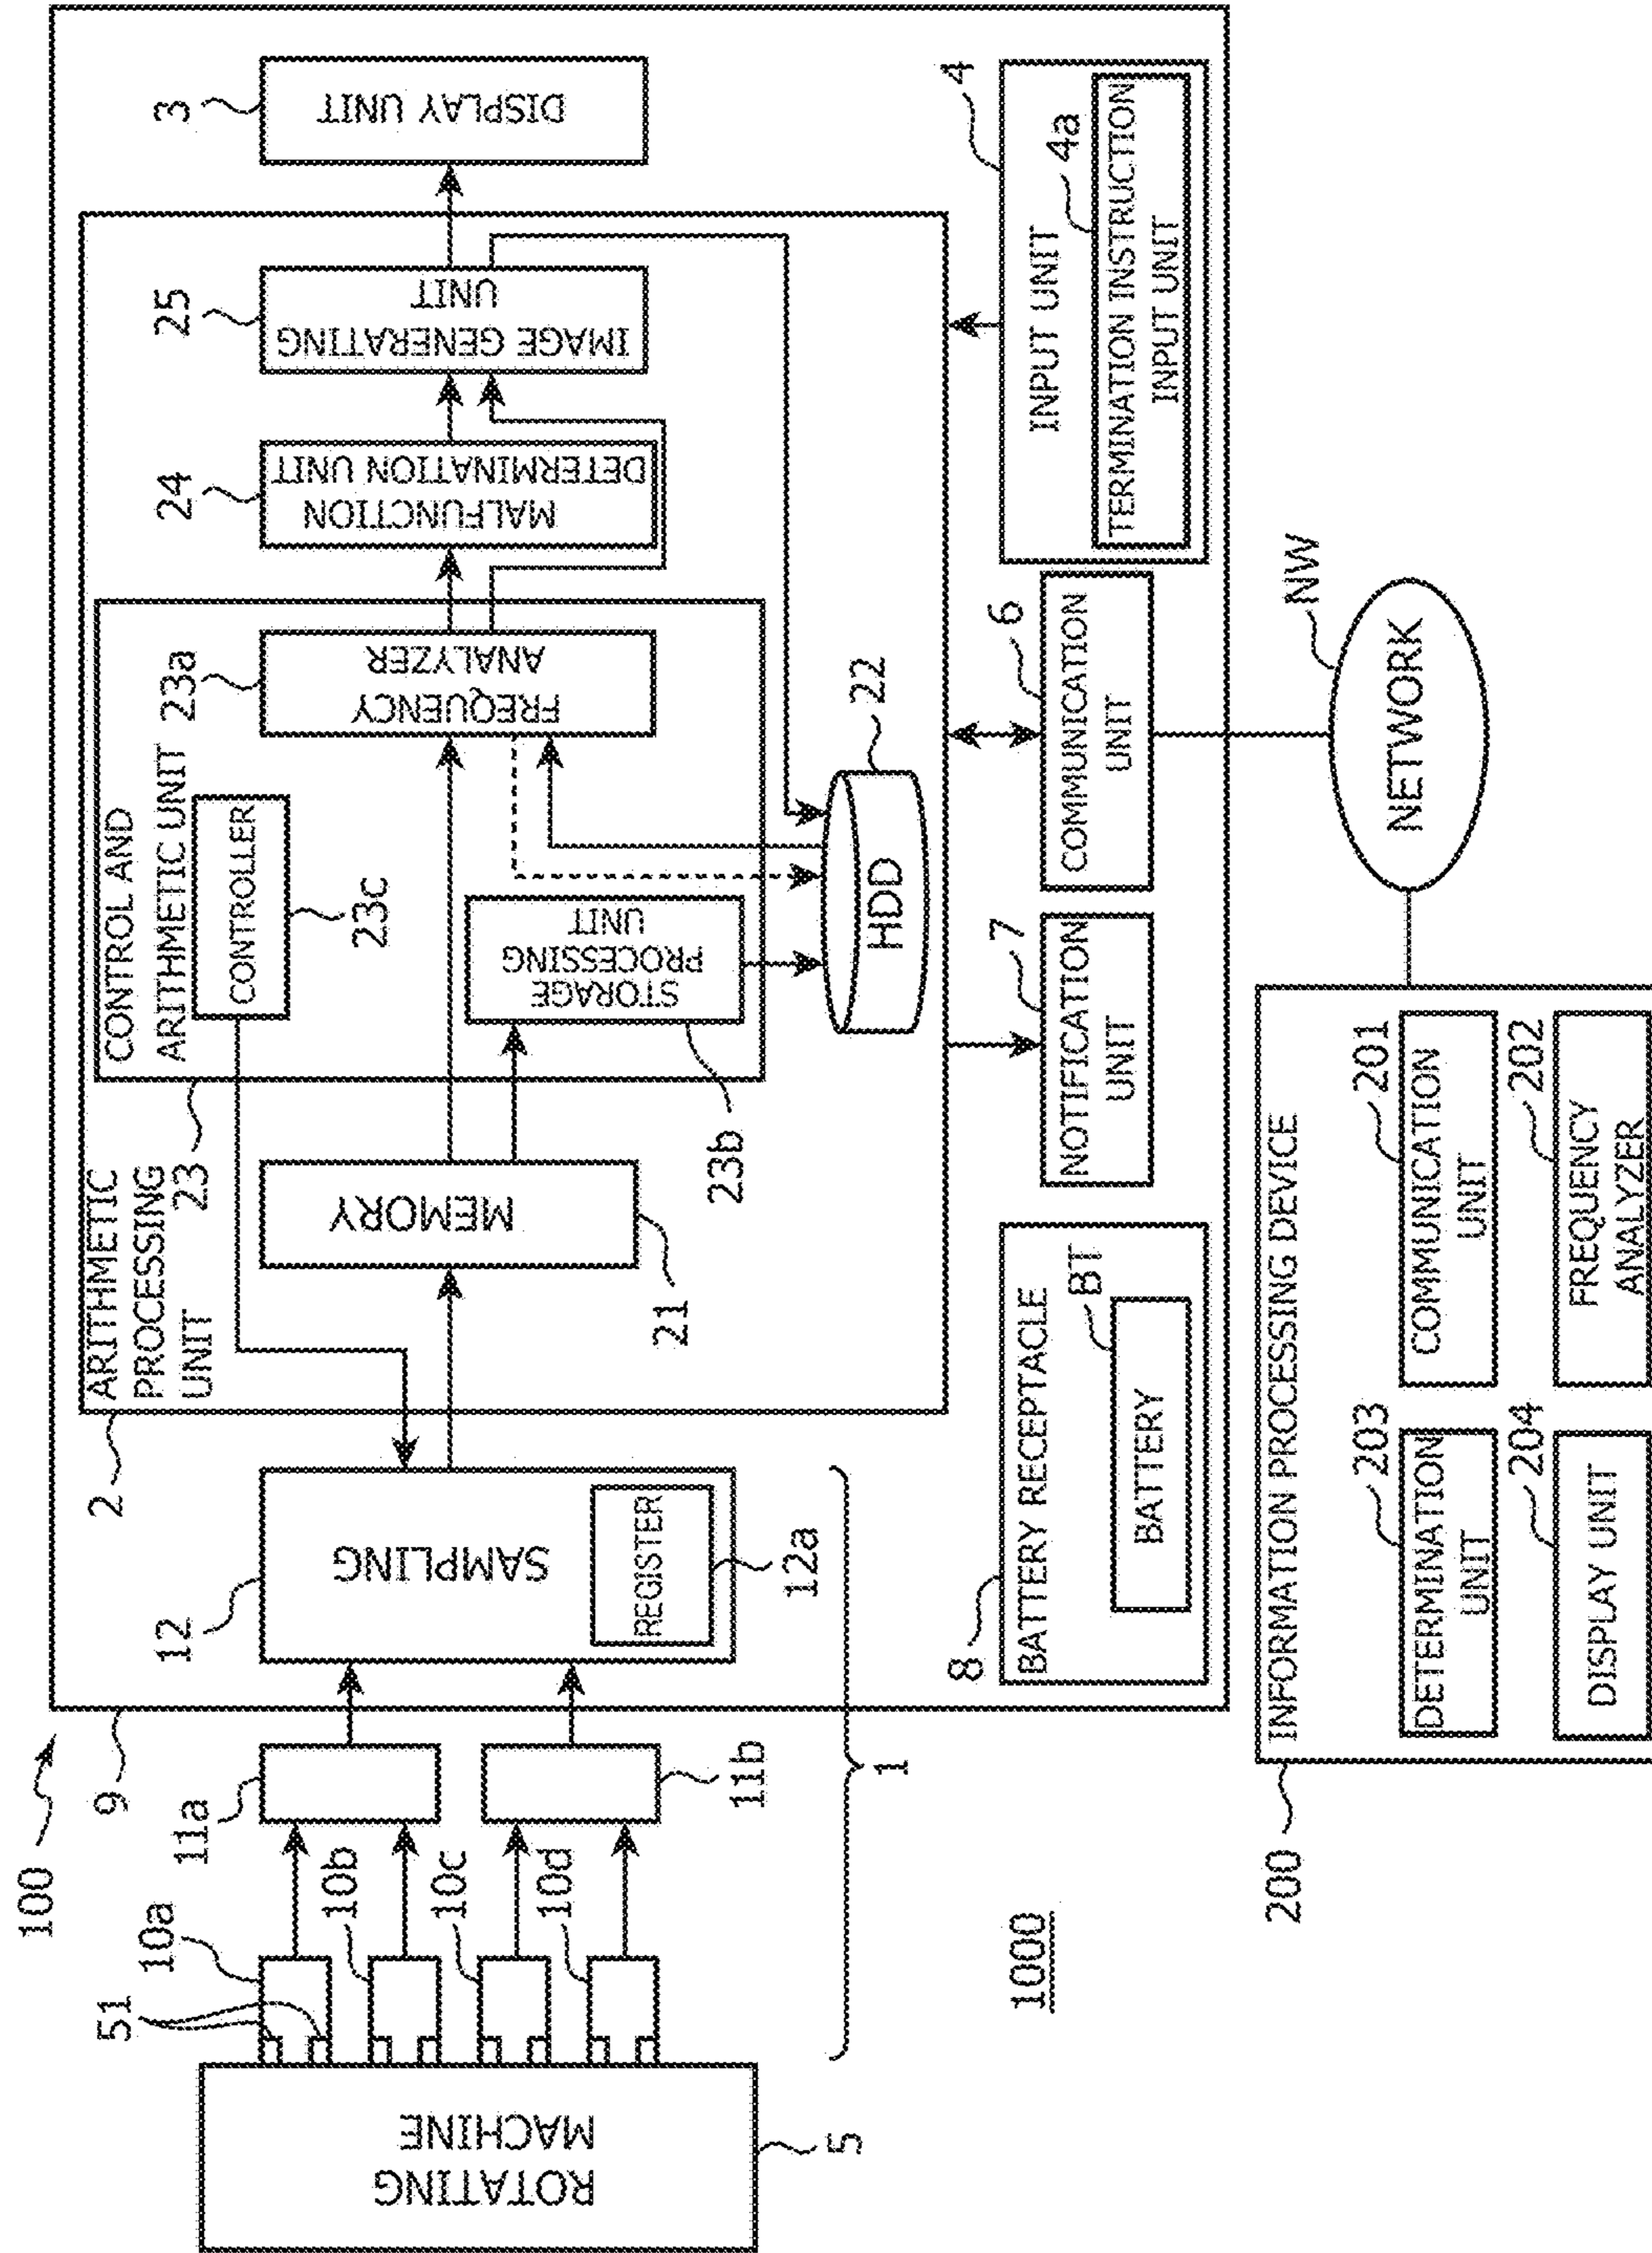 100
9
2
ARITHMETIC
PROCESSING
UNIT
23
CONTROL AND
ARITHMETIC UNIT
CONTROLLER
23c
23a
FREQUENCY
ANALYZER
24
MALFUNCTION
DETERMINATION UNIT
25
IMAGE GENERATING
UNIT
3
DISPLAY UNIT
5
ROTATING
MACHINE
51
10a
10b
10c
10d
11a
11b
12
SAMPLING
REGISTER
12a
1
MEMORY
21
STORAGE
PROCESSING
UNIT
23b
HDD
22
8
BATTERY RECEPTACLE
BT
BATTERY
7
NOTIFICATION
UNIT
6
COMMUNICATION
UNIT
4
INPUT UNIT
4a
TERMINATION INSTRUCTION
INPUT UNIT
1000
200
INFORMATION PROCESSING DEVICE
203
DETERMINATION
UNIT
201
COMMUNICATION
UNIT
204
DISPLAY UNIT
202
FREQUENCY
ANALYZER
NW
NETWORK